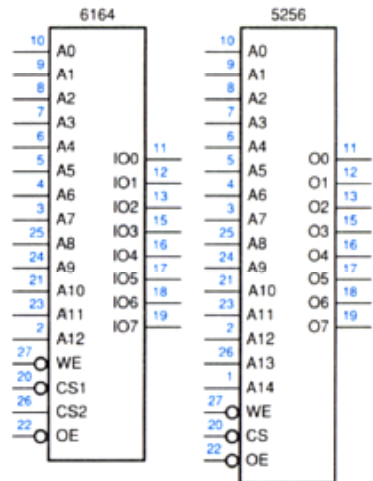 6164
10 A0
9 A1
8 A2
7 A3
6 A4
5 A5
4 A6
3 A7
25 A8
24 A9
21 A10
23 A11
2 A12
27 WE
20 CS1
26 CS2
22 OE
IO0 11
IO1 12
IO2 13
IO3 15
IO4 16
IO5 17
IO6 18
IO7 19
5256
10 A0
9 A1
8 A2
7 A3
6 A4
5 A5
4 A6
3 A7
25 A8
24 A9
21 A10
23 A11
2 A12
26 A13
1 A14
27 WE
20 CS
22 OE
O0 11
O1 12
O2 13
O3 15
O4 16
O5 17
O6 18
O7 19